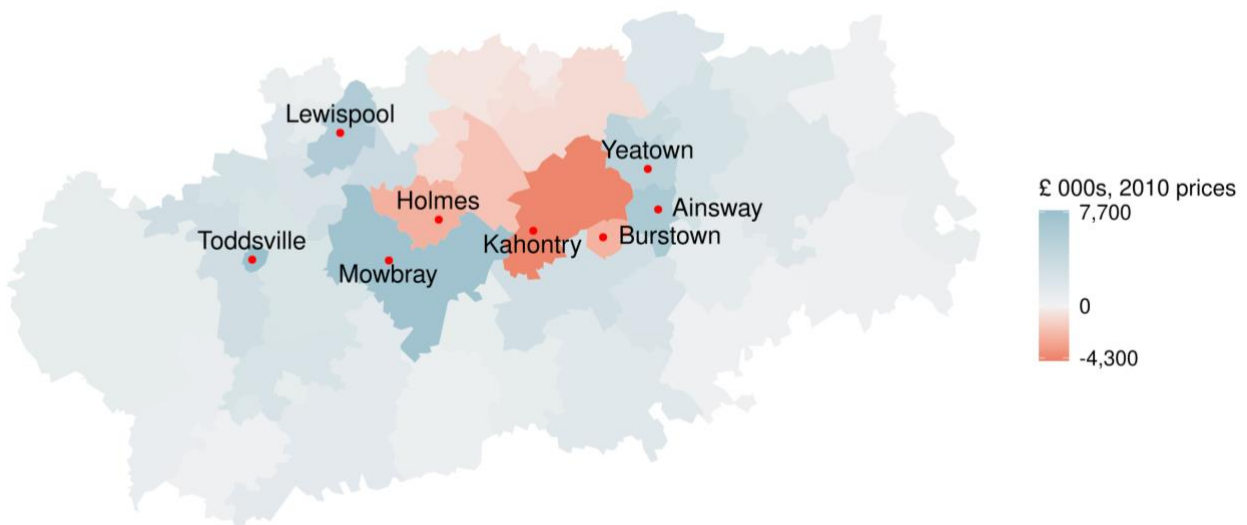 Lewispool
Yeatown
£ 000s, 2010 prices
7,700
Holmes
Ainsway
Toddsville
Kahontry
Burstown
Mowbray
0
-4,300